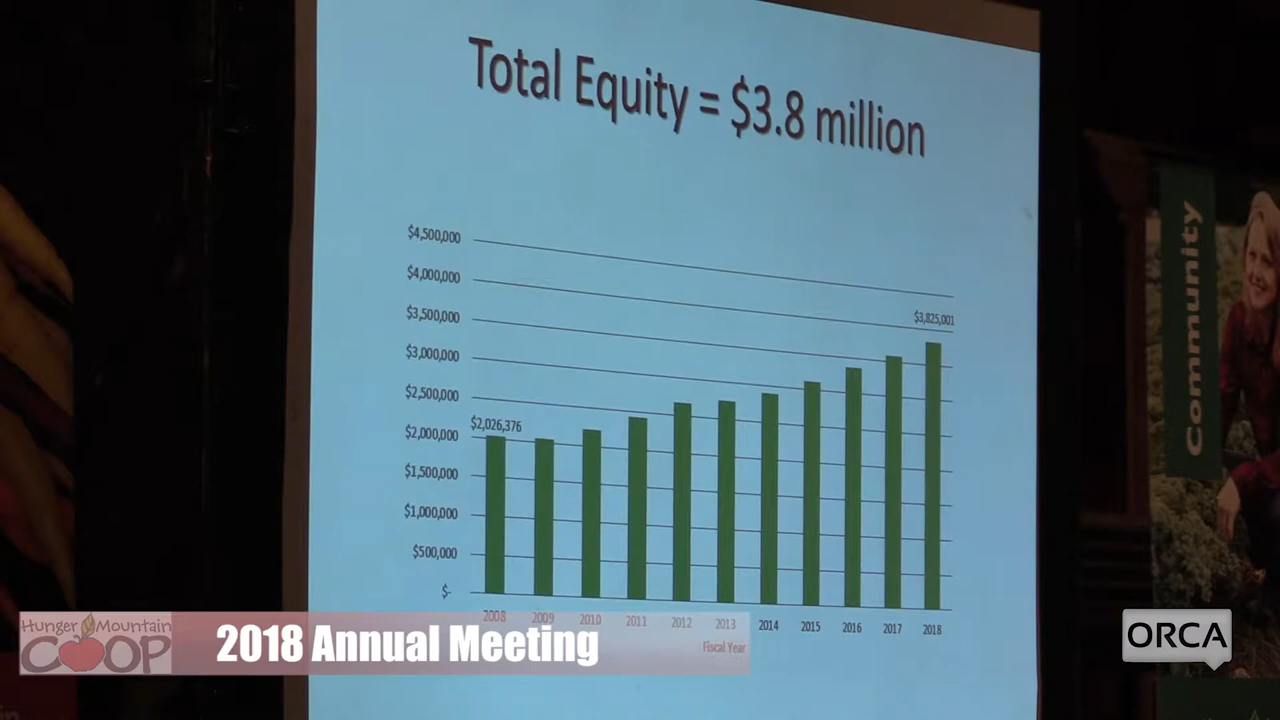 Total Equity = $3.8 million
$4,500,000
$4,000,000
$3,500,000
$3,000,000
$2,500,000
$2,000,000
$1,500,000
$1,000,000
$500,000
$-
$2,026,376
$3,825,001
2008 2009 2010 2011 2012 2013 2014 2015 2016 2017 2018
Fiscal Year
Community
Hunger Mountain
COOP
2018 Annual Meeting
ORCA